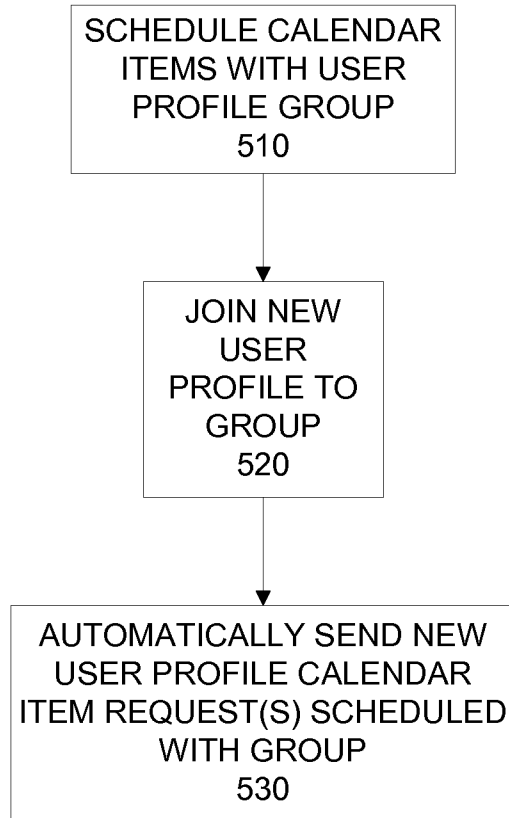 SCHEDULE CALENDAR
ITEMS WITH USER
PROFILE GROUP
510
JOIN NEW
USER
PROFILE TO
GROUP
520
AUTOMATICALLY SEND NEW
USER PROFILE CALENDAR
ITEM REQUEST(S) SCHEDULED
WITH GROUP
530